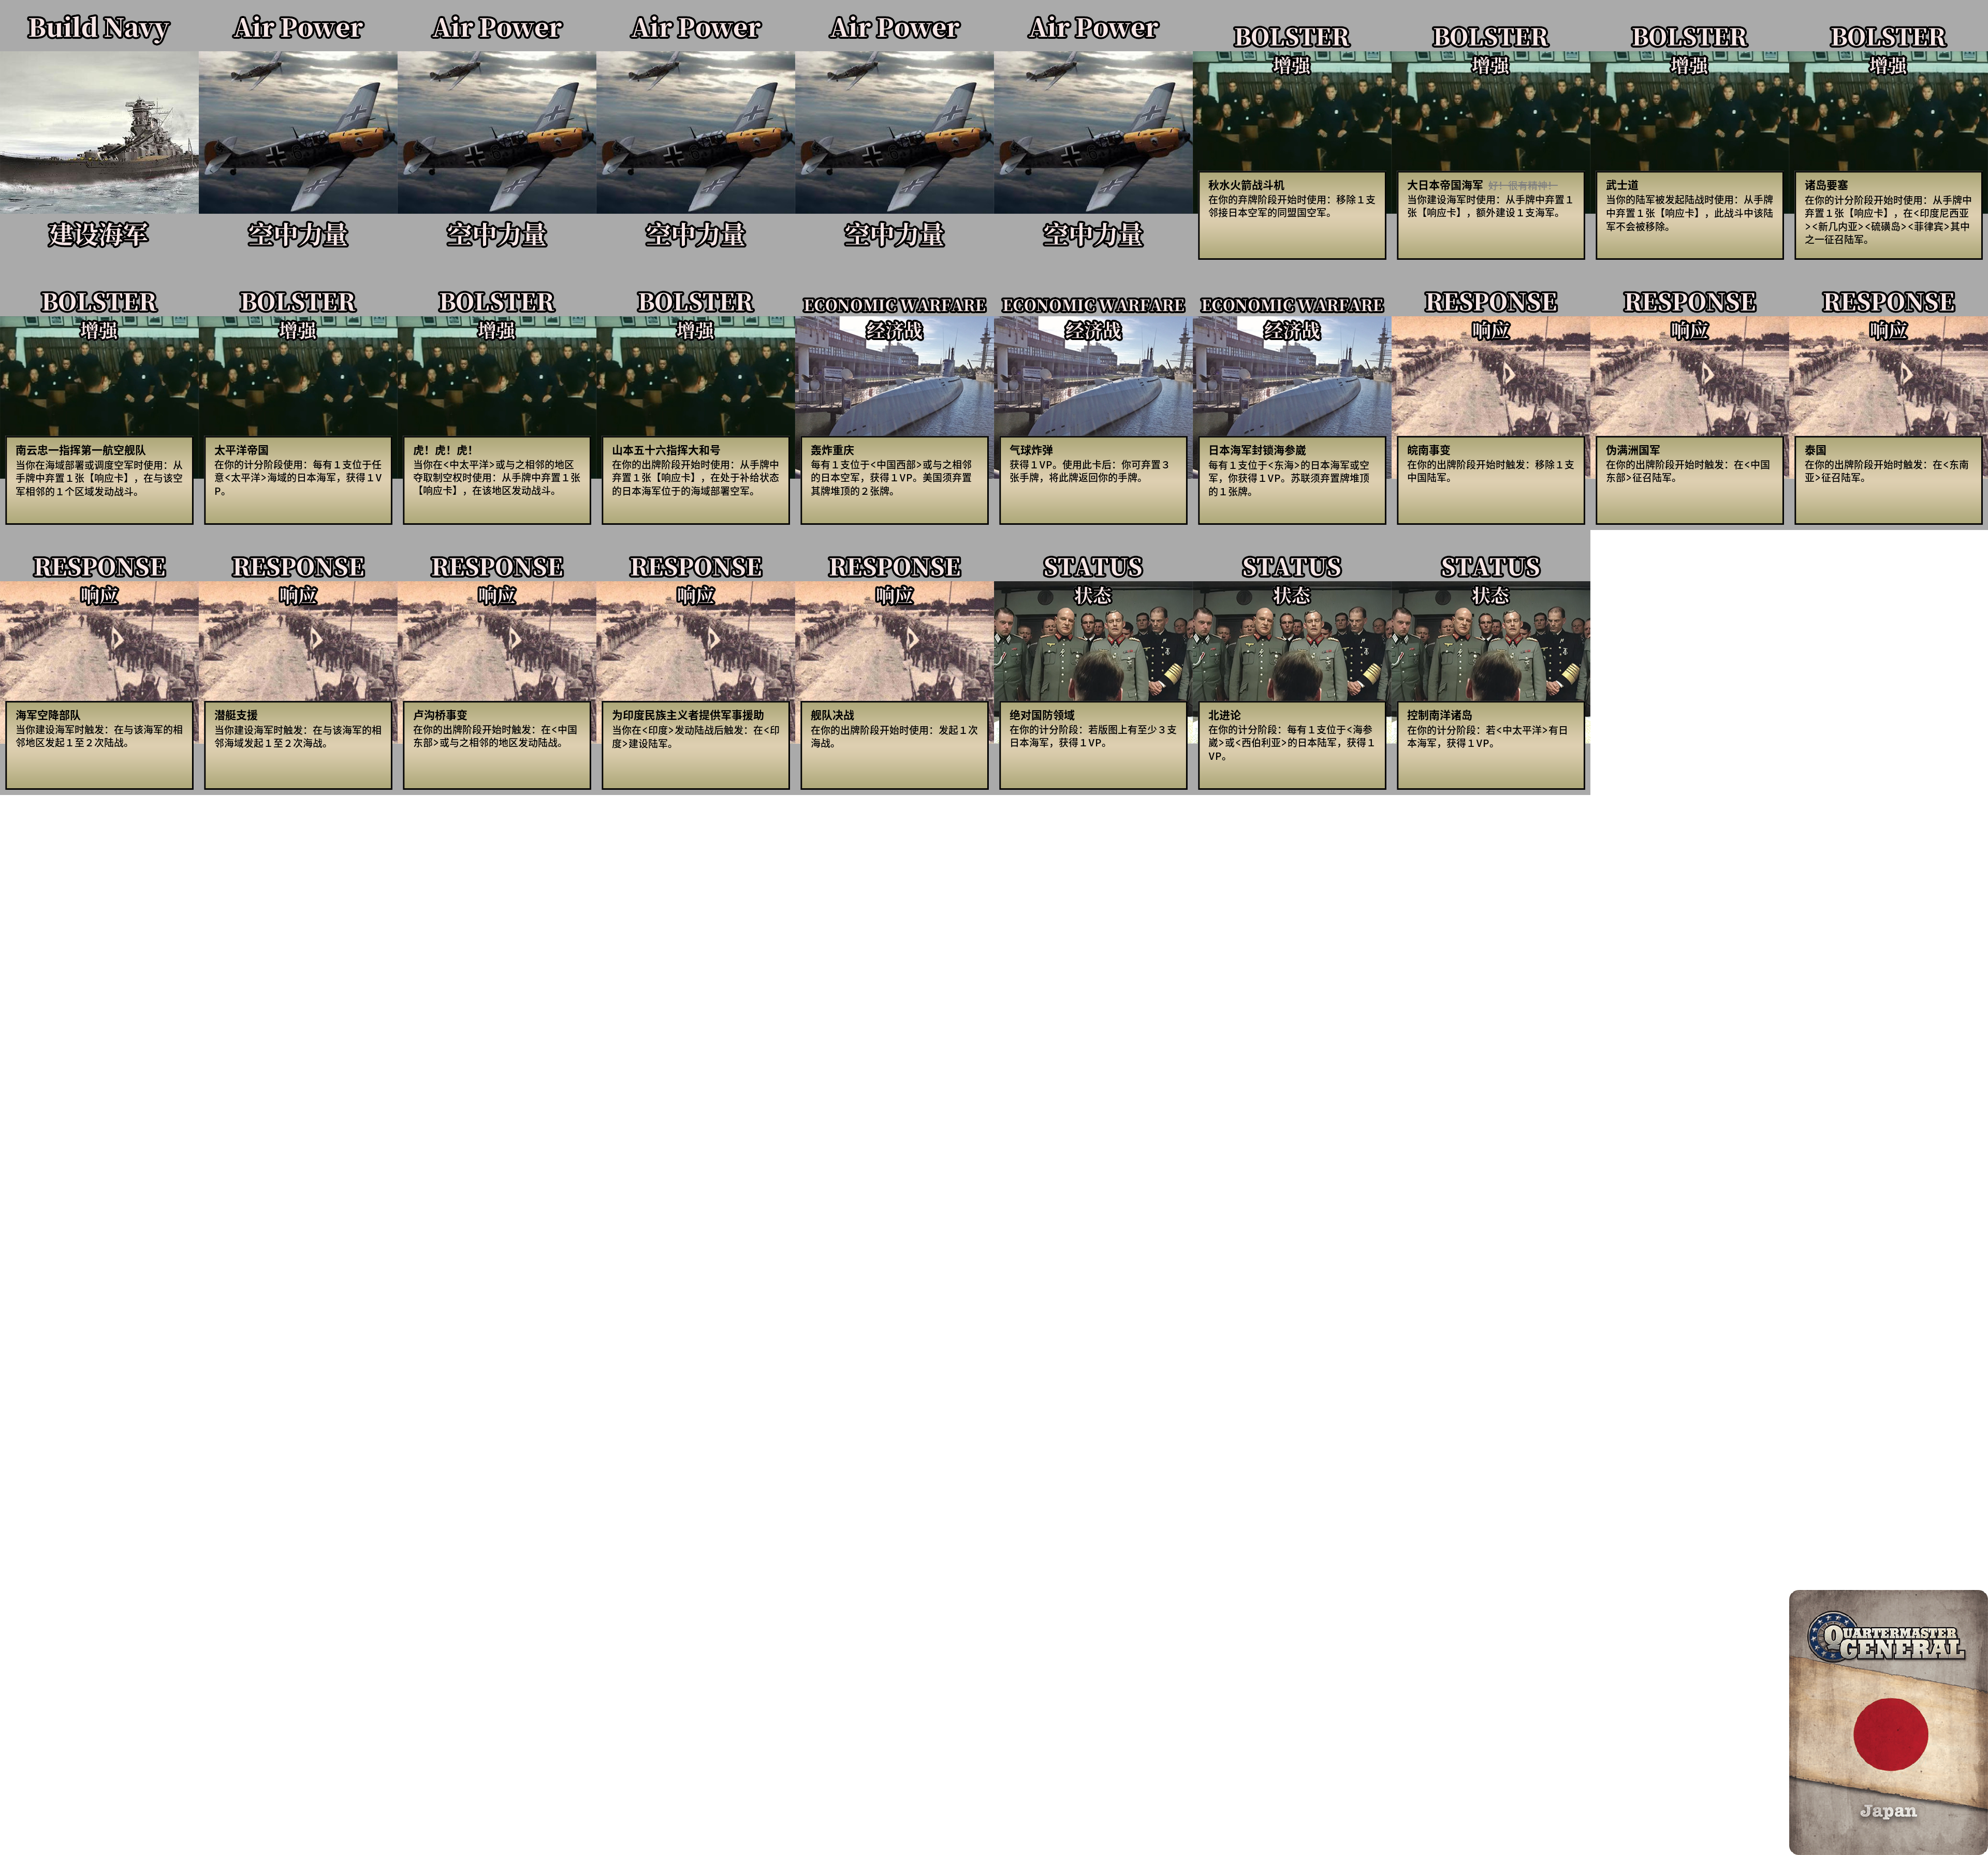 Build Navy
建设海军
Air Power
空中力量
Air Power
空中力量
Air Power
空中力量
Air Power
空中力量
Air Power
空中力量
BOLSTER
增强
秋水火箭战斗机
在你的弃牌阶段时使用：移除１支
邻接日本空军的同盟国空军。
BOLSTER
增强
大日本帝国海军 好！很有精神！
当你建设海军时使用：从手牌中弃置１
张【响应卡】，额外建设１支海军。
BOLSTER
增强
武士道
当你的陆军被发起陆战时使用：从手牌
中弃置１张【响应卡】，此战斗中该陆
军不会被移除。
BOLSTER
增强
诸岛要塞
在你的计分阶段开始时使用：从手牌中
弃置１张【响应卡】，在<印度尼西亚
><新几内亚><硫磺岛><菲律宾>其中
之一征召陆军。
BOLSTER
增强
南云忠一指挥第一航空舰队
当你在海域部署或调度空军时使用：从
手牌中弃置１张【响应卡】，在与该空
军相邻的１个区域发动战斗。
BOLSTER
增强
太平洋帝国
在你的计分阶段使用：每有１支位于任
意<太平洋>海域的日本海军，获得１V
P。
BOLSTER
增强
虎！虎！虎！
当你在<中太平洋>或与之相邻的地区
夺取制空权时使用：从手牌中弃置１张
【响应卡】，在该地区发动战斗。
BOLSTER
增强
山本五十六指挥大和号
在你的出牌阶段开始时使用：从手牌中
弃置１张【响应卡】，在处于补给状态
的日本海军位于的海域部署空军。
ECONOMIC WARFARE
经济战
轰炸重庆
每有１支位于<中国西部>或与之相邻
的日本空军，获得１VP。美国须弃置
其牌堆顶的２张牌。
ECONOMIC WARFARE
经济战
气球炸弹
获得１VP。使用此卡后：你可弃置３
张手牌，将此牌返回你的手牌。
ECONOMIC WARFARE
经济战
日本海军封锁海参崴
每有１支位于<东海>的日本海军或空
军，你获得１VP。苏联须弃置牌堆顶
的１张牌。
RESPONSE
响应
皖南事变
在你的出牌阶段开始时触发：移除１支
中国陆军。
RESPONSE
响应
伪满洲国军
在你的出牌阶段开始时触发：在<中国
东部>征召陆军。
RESPONSE
响应
泰国
在你的出牌阶段开始时触发：在<东南
亚>征召陆军。
RESPONSE
响应
海军空降部队
当你建设海军时触发：在与该海军的相
邻地区发起１至２次陆战。
RESPONSE
响应
潜艇支援
当你建设海军时触发：在与该海军的相
邻海域发起１至２次海战。
RESPONSE
响应
卢沟桥事变
在你的出牌阶段开始时触发：在<中国
东部>或与之相邻的地区发动陆战。
RESPONSE
响应
为印度民族主义者提供军事援助
当你在<印度>发动陆战后触发：在<印
度>建设陆军。
RESPONSE
响应
舰队决战
在你的出牌阶段开始时使用：发起１次
海战。
STATUS
状态
绝对国防领域
在你的计分阶段：若版图上有至少３支
日本海军，获得１VP。
STATUS
状态
北进论
在你的计分阶段：每有１支位于<海参
崴>或<西伯利亚>的日本陆军，获得１
VP。
STATUS
状态
控制南洋诸岛
在你的计分阶段：若<中太平洋>有日
本海军，获得１VP。
QUARTERMASTER
GENERAL
Japan